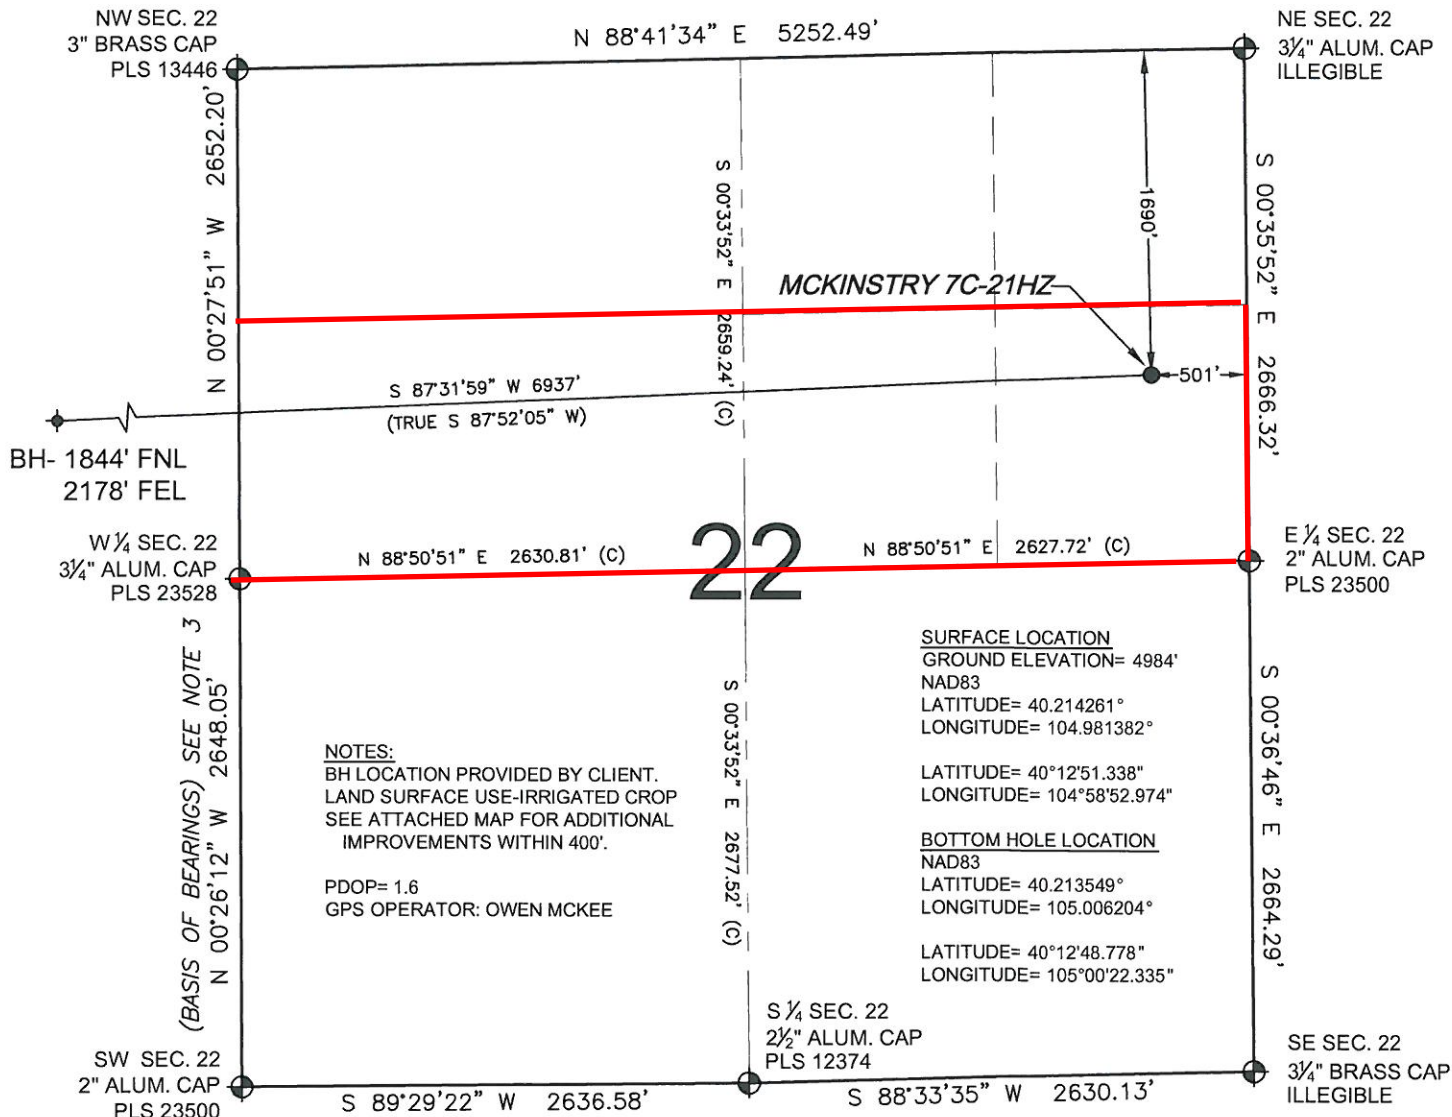 NW SEC. 22
3" BRASS CAP
PLS 13446
N 88°41'34" E 5252.49'
NE SEC. 22
3¼" ALUM. CAP
ILLEGIBLE
N 00°27'51" W 2652.20'
S 00°33'52" E 2659.24' (C)
1690'
S 00°35'52" E 2666.32'
MCKINSTRY 7C-21HZ
501'
S 87°31'59" W 6937'
(TRUE S 87°52'05" W)
BH- 1844' FNL
2178' FEL
W ¼ SEC. 22
3¼" ALUM. CAP
PLS 23528
N 88°50'51" E 2630.81' (C)
22
N 88°50'51" E 2627.72' (C)
E ¼ SEC. 22
2" ALUM. CAP
PLS 23500
(BASIS OF BEARINGS) SEE NOTE 3
N 00°26'12" W 2648.05'
NOTES:
BH LOCATION PROVIDED BY CLIENT.
LAND SURFACE USE-IRRIGATED CROP
SEE ATTACHED MAP FOR ADDITIONAL
IMPROVEMENTS WITHIN 400'.
PDOP= 1.6
GPS OPERATOR: OWEN MCKEE
S 00°33'52" E 2677.52' (C)
SURFACE LOCATION
GROUND ELEVATION= 4984'
NAD83
LATITUDE= 40.214261°
LONGITUDE= 104.981382°
LATITUDE= 40°12'51.338"
LONGITUDE= 104°58'52.974"
BOTTOM HOLE LOCATION
NAD83
LATITUDE= 40.213549°
LONGITUDE= 105.006204°
LATITUDE= 40°12'48.778"
LONGITUDE= 105°00'22.335"
S 00°36'46" E 2664.29'
SW SEC. 22
2" ALUM. CAP
PLS 23500
S 89°29'22" W 2636.58'
S ¼ SEC. 22
2½" ALUM. CAP
PLS 12374
S 88°33'35" W 2630.13'
SE SEC. 22
3¼" BRASS CAP
ILLEGIBLE